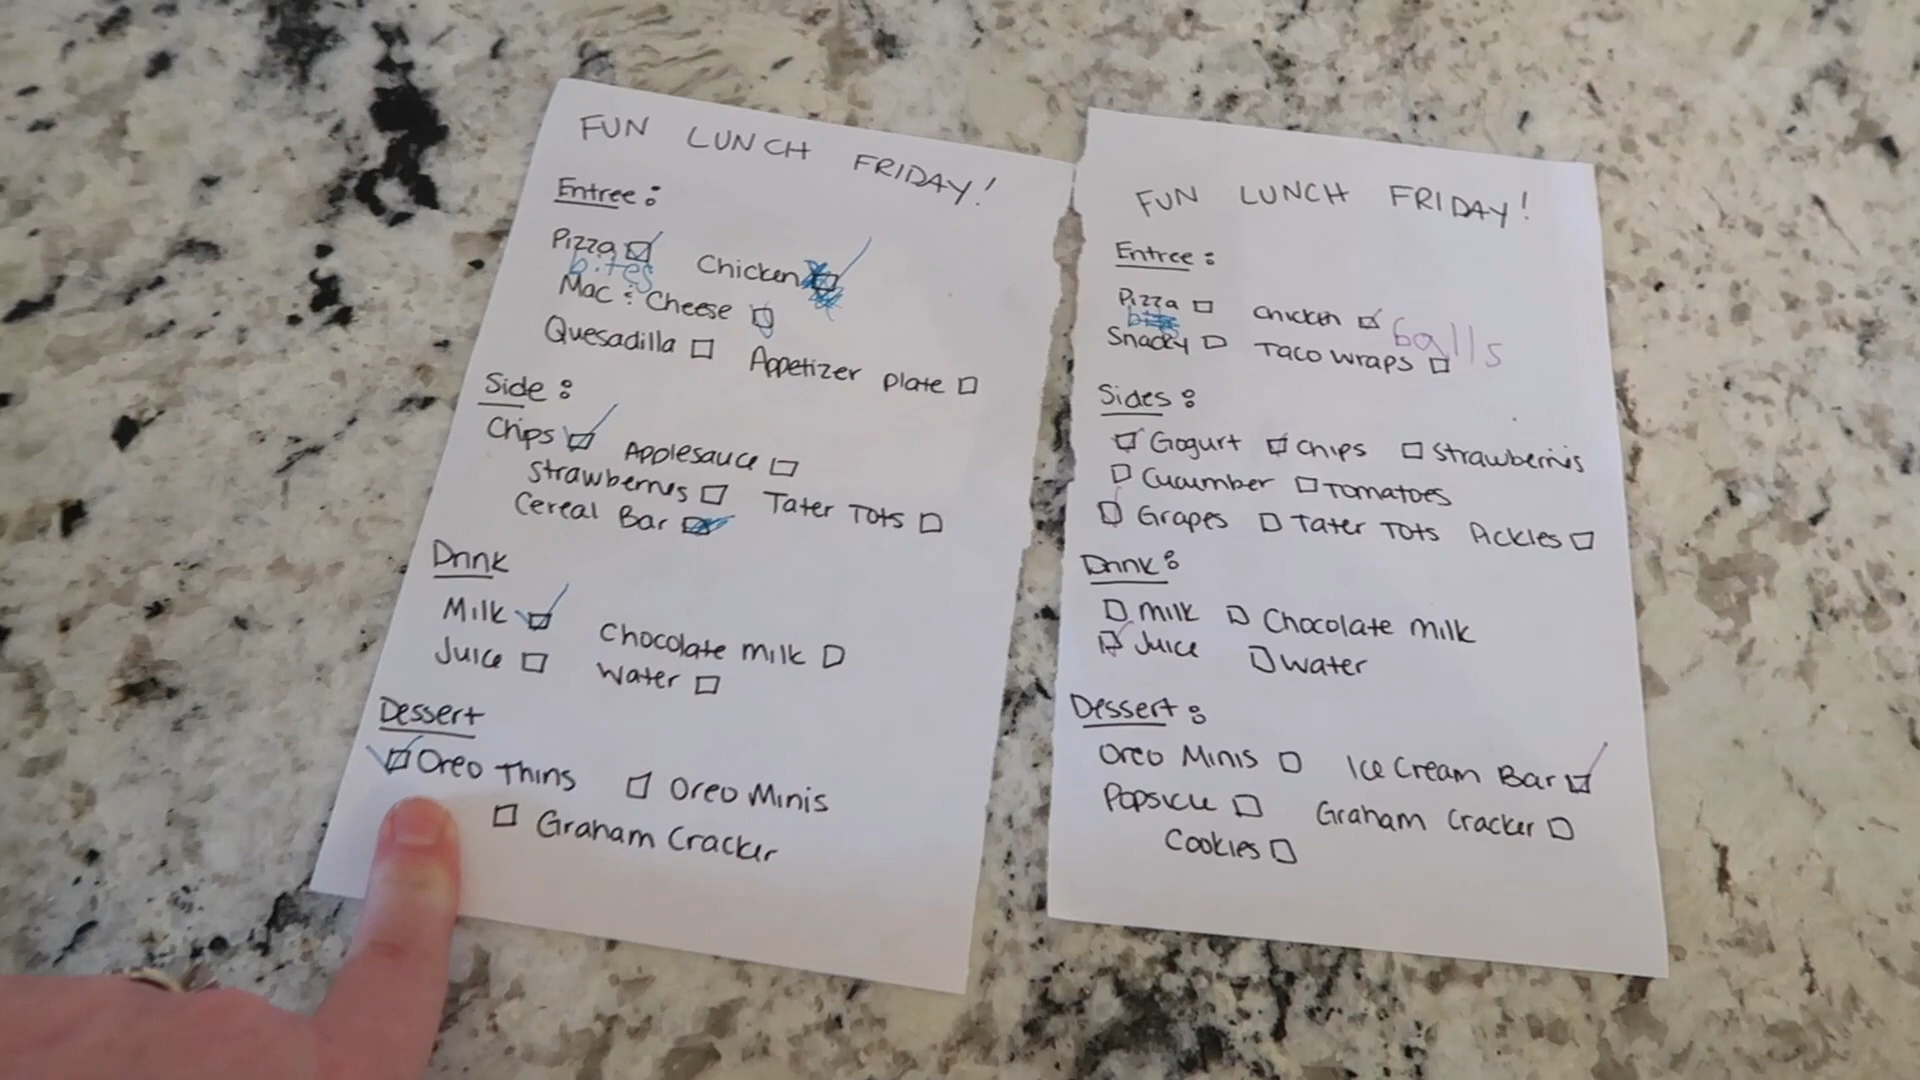 FUN LUNCH FRIDAY!
Entree:
Pizza Chicken
bites
Mac & Cheese
Quesadilla Appetizer Plate
Side:
Chips Applesauce
Strawberries Tater Tots
Cereal Bar
Drink
Milk Chocolate Milk
Juice Water
Dessert
Oreo Thins Oreo Minis
Graham Cracker
FUN LUNCH FRIDAY!
Entree:
Pizza Chicken balls
Snacky Taco Wraps
Sides:
Gogurt Chips Strawberries
Cucumber Tomatoes
Grapes Tater Tots Pickles
Drink:
Milk Chocolate Milk
Juice Water
Dessert:
Oreo Minis Ice Cream Bar
Popsicle Graham Cracker
Cookies